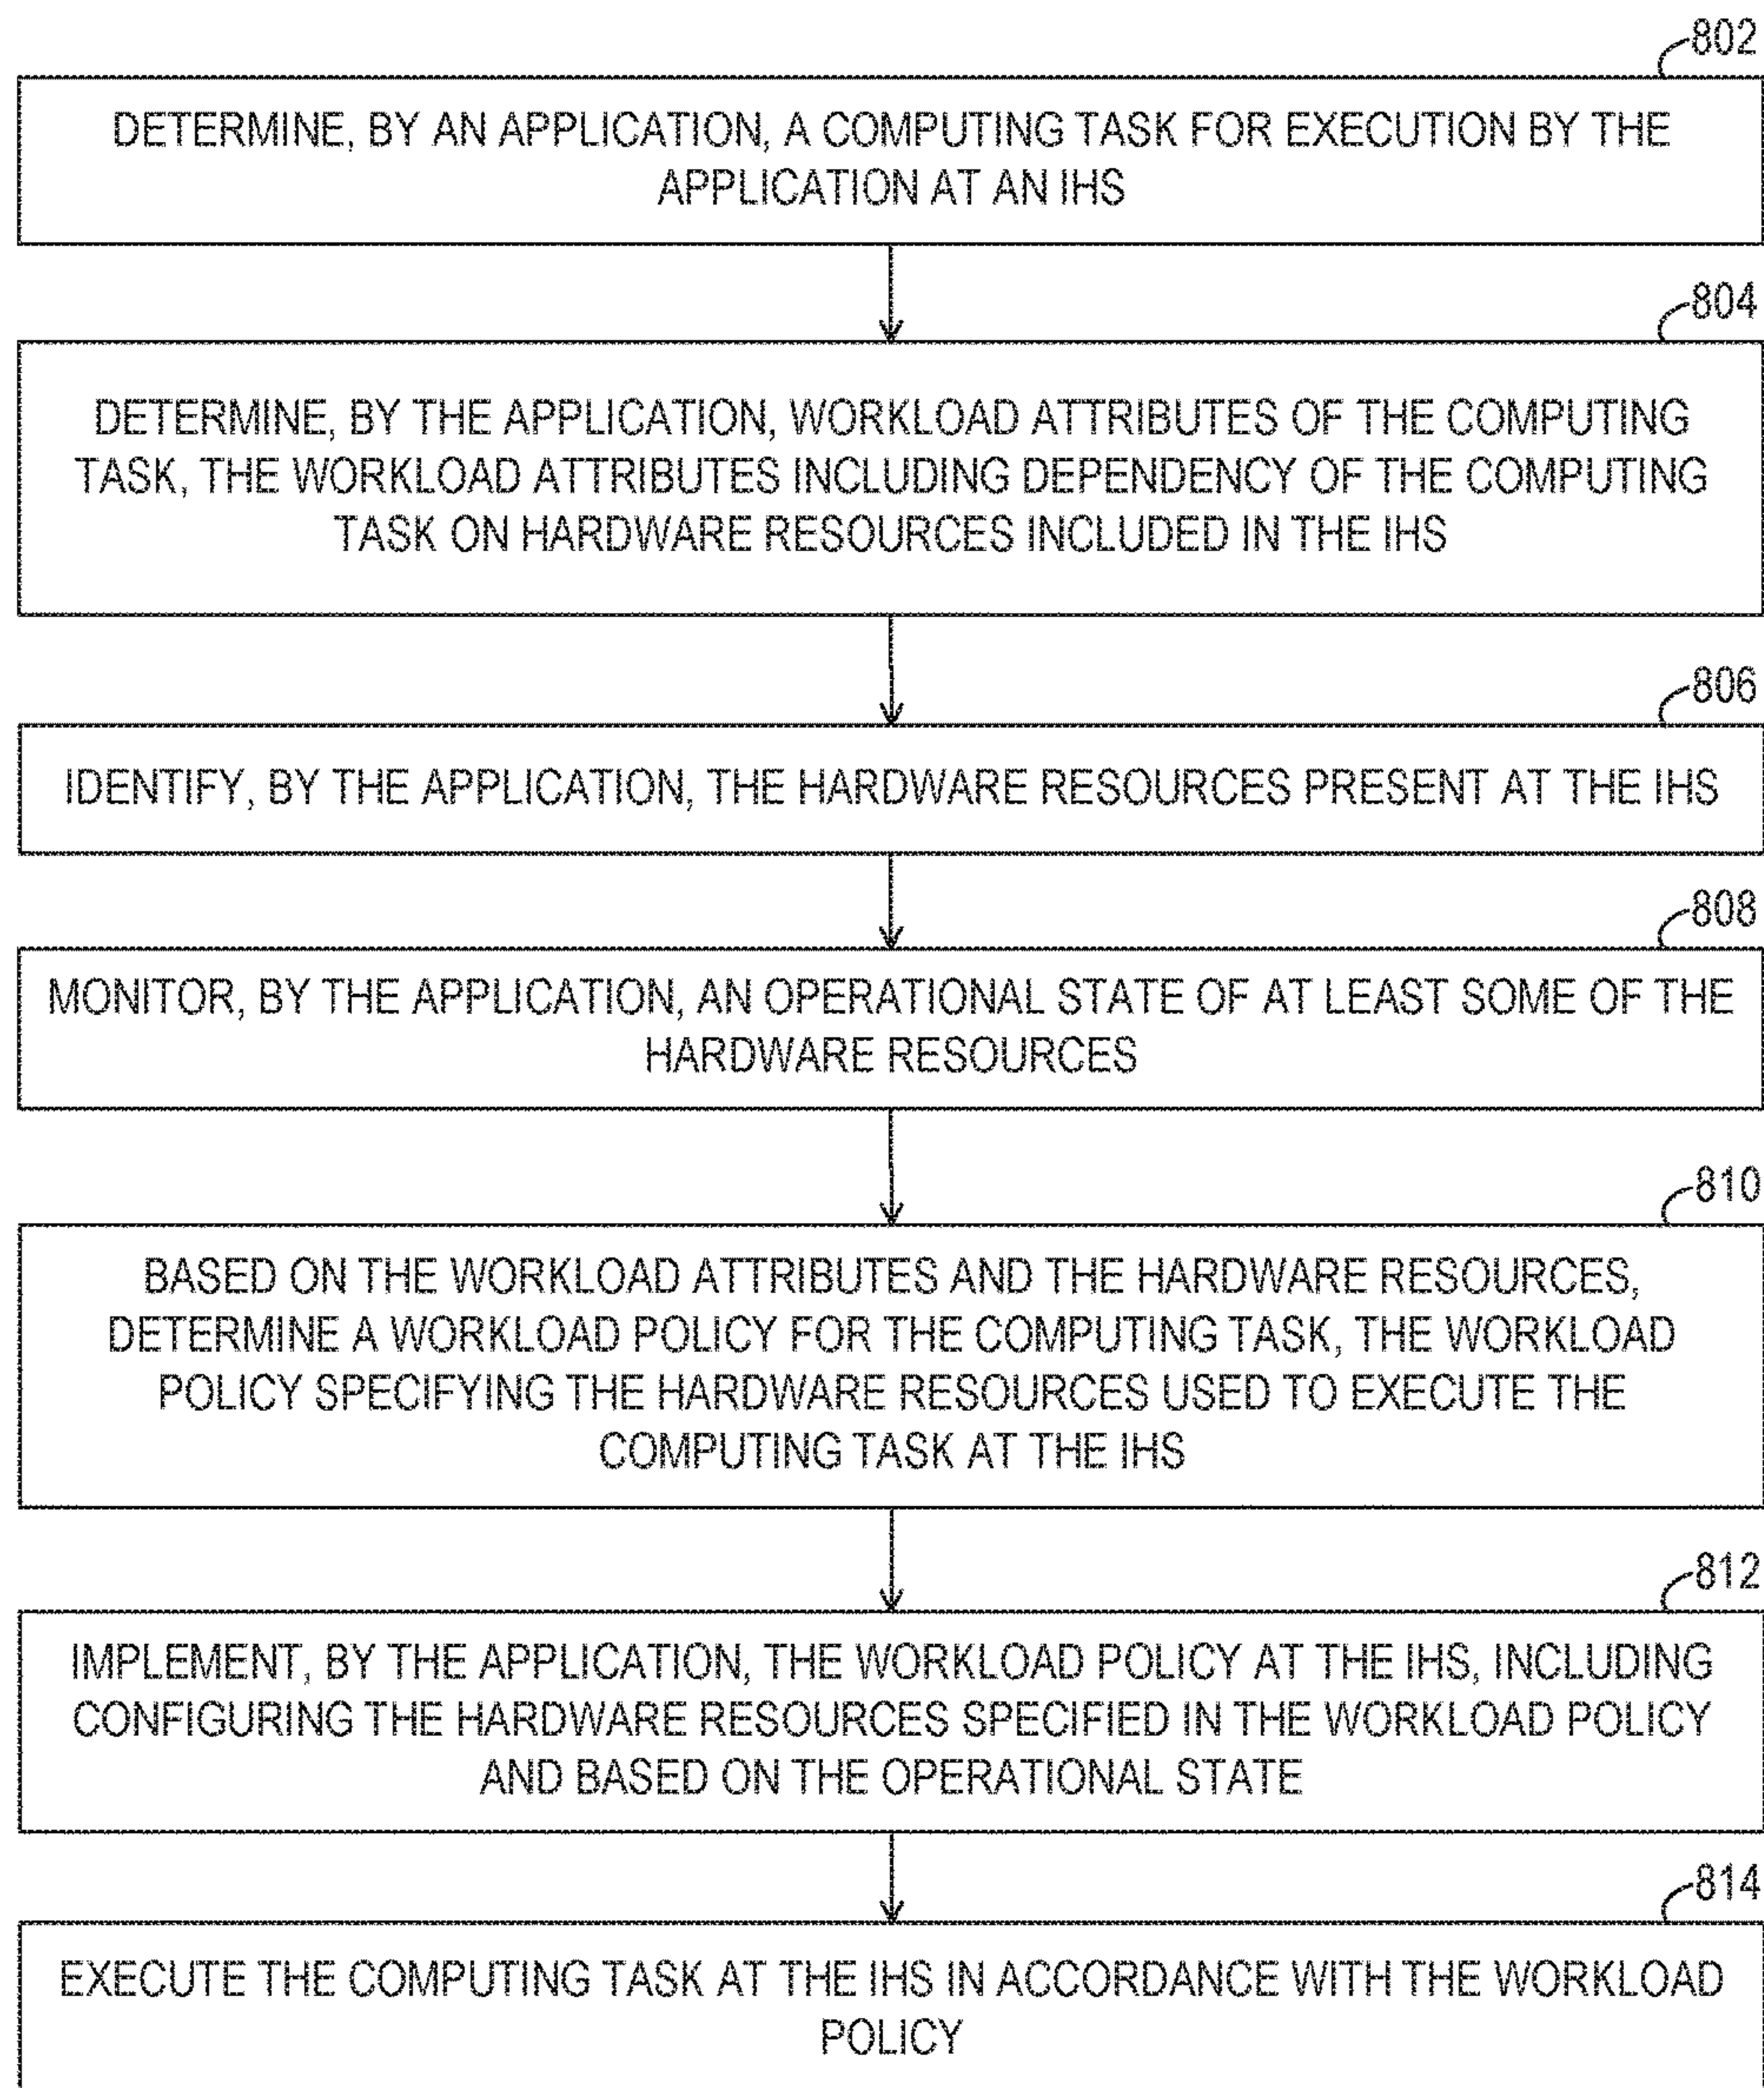 802
DETERMINE, BY AN APPLICATION, A COMPUTING TASK FOR EXECUTION BY THE
APPLICATION AT AN IHS
804
DETERMINE, BY THE APPLICATION, WORKLOAD ATTRIBUTES OF THE COMPUTING
TASK, THE WORKLOAD ATTRIBUTES INCLUDING DEPENDENCY OF THE COMPUTING
TASK ON HARDWARE RESOURCES INCLUDED IN THE IHS
806
IDENTIFY, BY THE APPLICATION, THE HARDWARE RESOURCES PRESENT AT THE IHS
808
MONITOR, BY THE APPLICATION, AN OPERATIONAL STATE OF AT LEAST SOME OF THE
HARDWARE RESOURCES
810
BASED ON THE WORKLOAD ATTRIBUTES AND THE HARDWARE RESOURCES,
DETERMINE A WORKLOAD POLICY FOR THE COMPUTING TASK, THE WORKLOAD
POLICY SPECIFYING THE HARDWARE RESOURCES USED TO EXECUTE THE
COMPUTING TASK AT THE IHS
812
IMPLEMENT, BY THE APPLICATION, THE WORKLOAD POLICY AT THE IHS, INCLUDING
CONFIGURING THE HARDWARE RESOURCES SPECIFIED IN THE WORKLOAD POLICY
AND BASED ON THE OPERATIONAL STATE
814
EXECUTE THE COMPUTING TASK AT THE IHS IN ACCORDANCE WITH THE WORKLOAD
POLICY